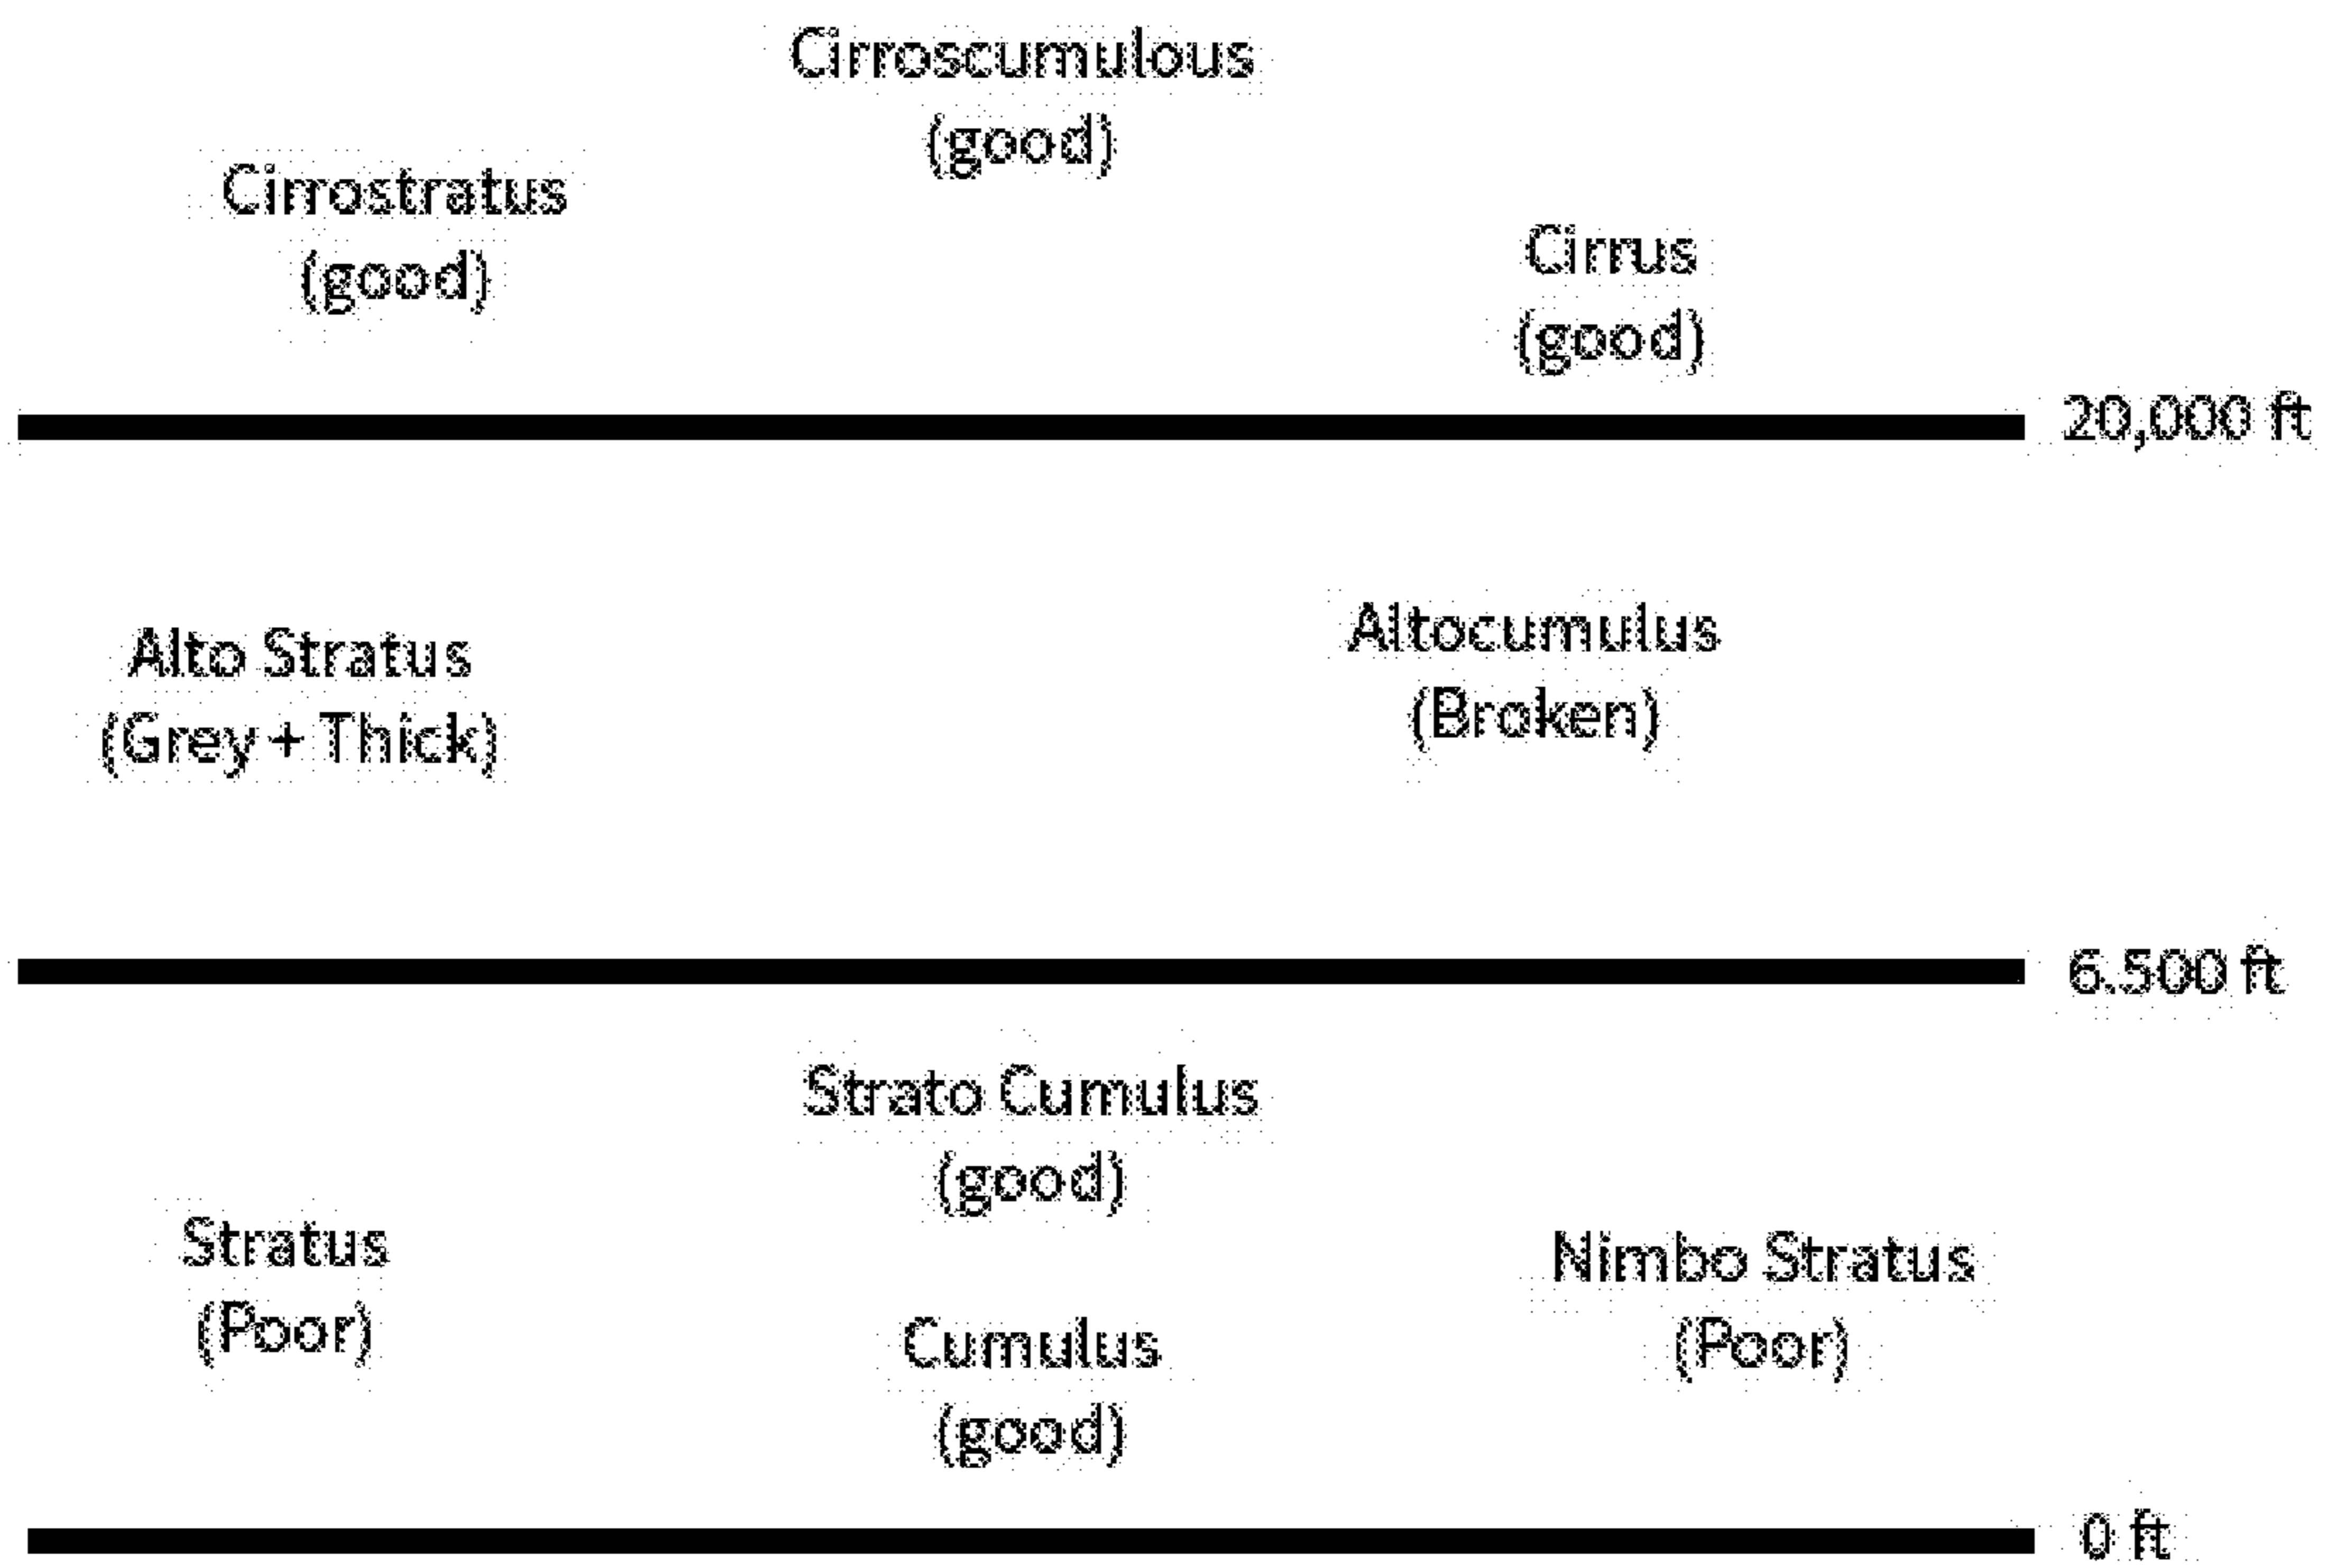 Cirroscumulous
(good)
Cirrostratus
(good)
Cirrus
(good)
20,000 ft
Alto Stratus
(Grey + Thick)
Altocumulus
(Broken)
6.500 ft
Strato Cumulus
(good)
Stratus
(Poor)
Nimbo Stratus
(Poor)
Cumulus
(good)
0 ft